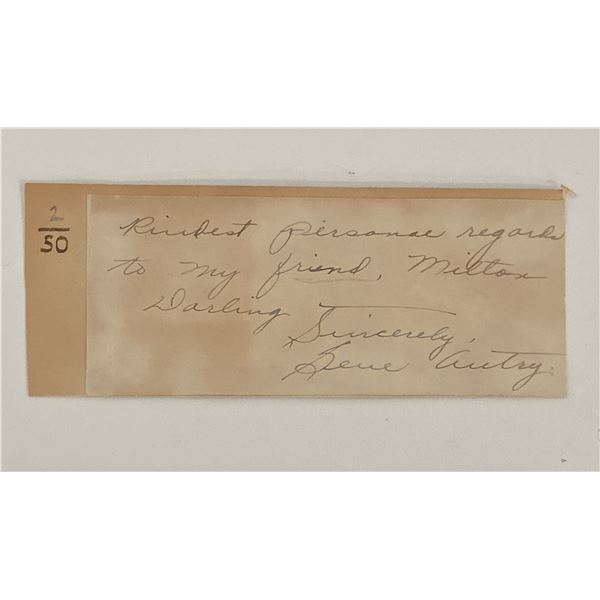 2
50
Kindest personal regards
to my friend, Milton
Darling
Sincerely,
Gene Autry.